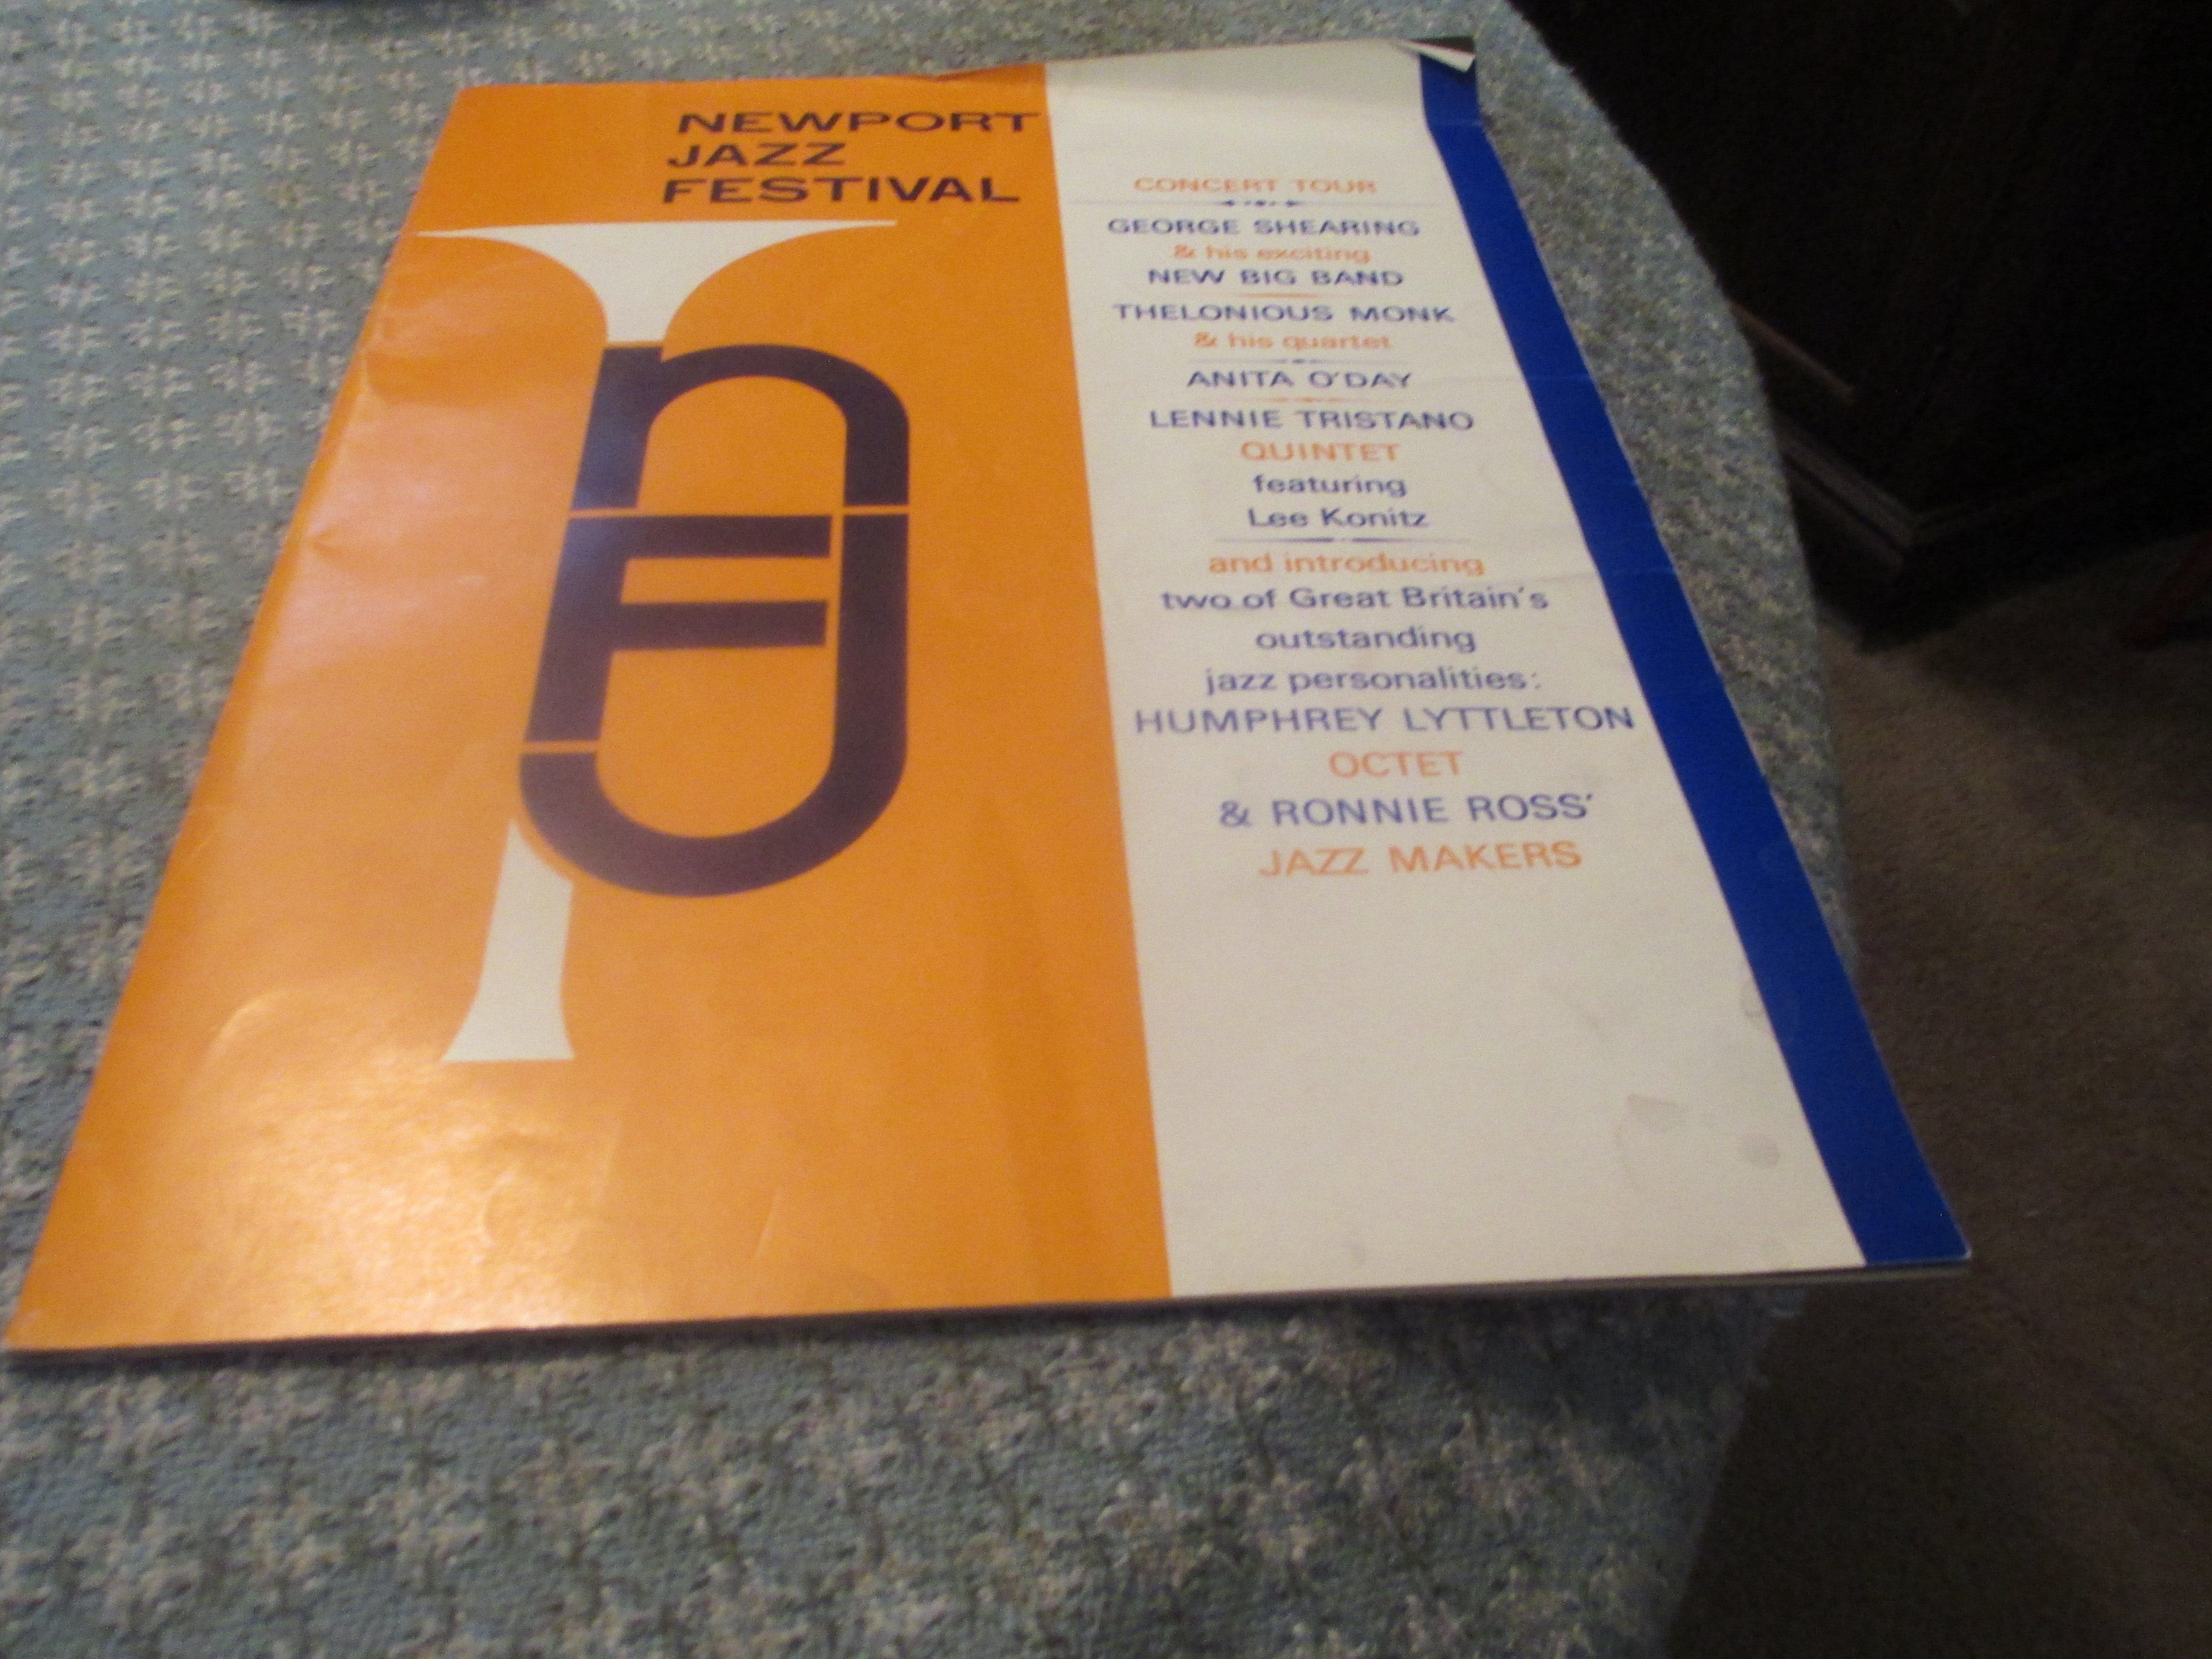 NEWPORT
JAZZ
FESTIVAL
n
F
J
CONCERT TOUR
GEORGE SHEARING
& his exciting
NEW BIG BAND
THELONIOUS MONK
& his quartet
ANITA O'DAY
LENNIE TRISTANO
QUINTET
featuring
Lee Konitz
and introducing
two of Great Britain's
outstanding
jazz personalities:
HUMPHREY LYTTLETON
OCTET
& RONNIE ROSS'
JAZZ MAKERS